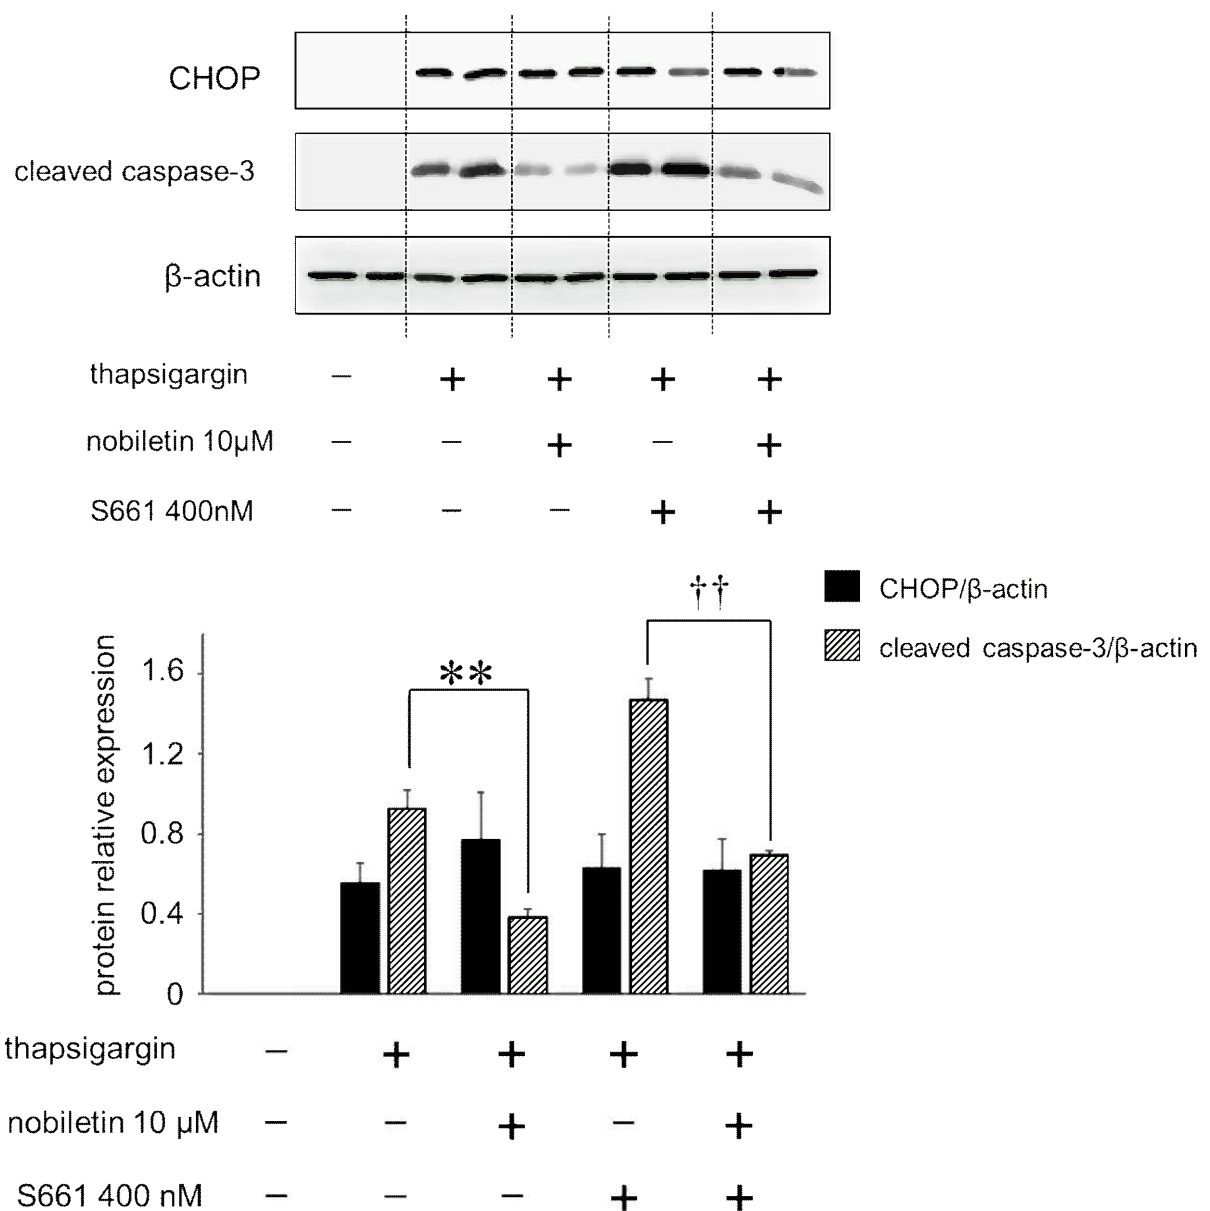 CHOP
cleaved caspase-3
β-actin
thapsigargin − + + + +
nobiletin 10μM − − + − +
S661 400nM − − − + +
††
CHOP/β-actin
cleaved caspase-3/β-actin
**
protein relative expression
1.6
1.2
0.8
0.4
0
thapsigargin − + + + +
nobiletin 10 μM − − + − +
S661 400 nM − − − + +